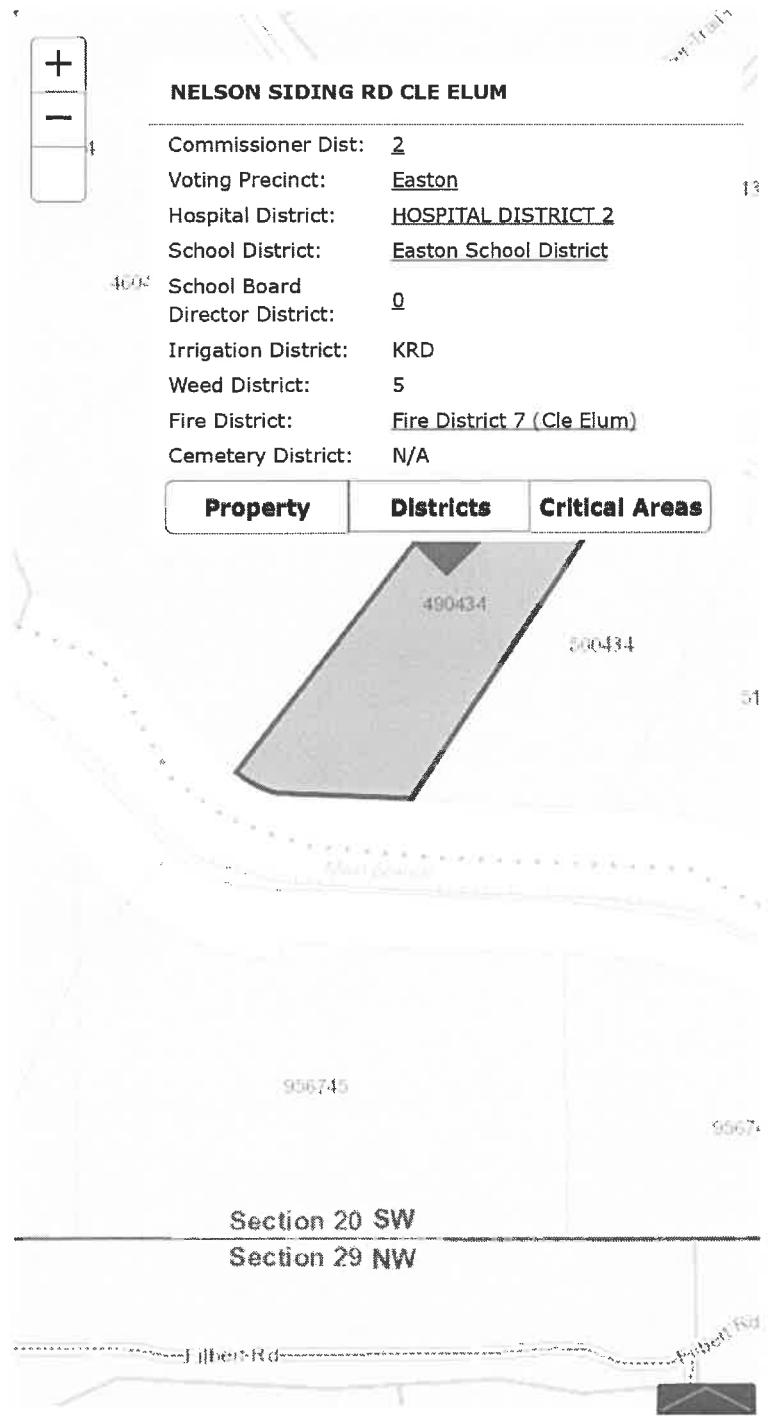 +
NELSON SIDING RD CLE ELUM
−
Commissioner Dist: 2
Voting Precinct: Easton
Hospital District: HOSPITAL DISTRICT 2
School District: Easton School District
School Board
Director District: 0
Irrigation District: KRD
Weed District: 5
Fire District: Fire District 7 (Cle Elum)
Cemetery District: N/A
Property Districts Critical Areas
490434
500434
51
956745
Section 20 SW
Section 29 NW
Filbert Rd
Filbert Rd